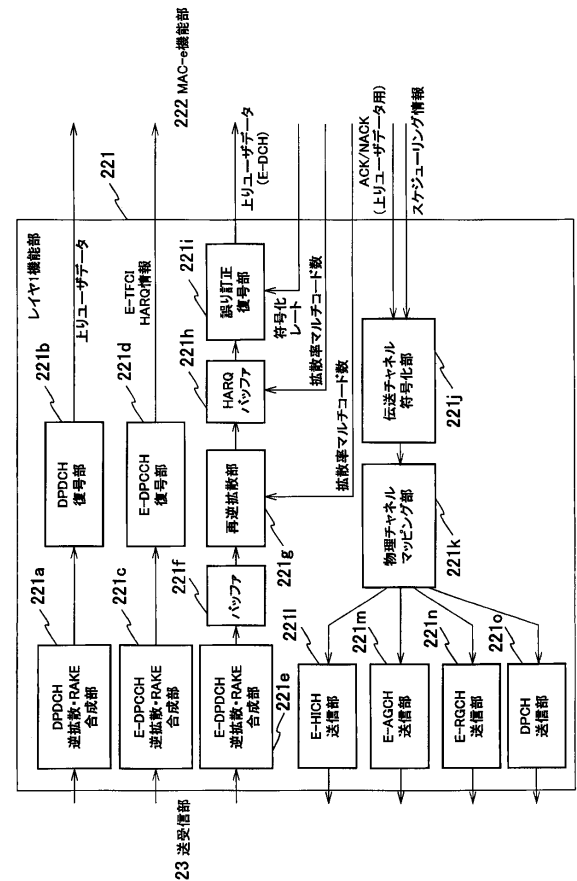 レイヤ1機能部
221
222 MAC-e機能部
23 送受信部
221a
DPDCH
逆拡散・RAKE
合成部
221b
DPDCH
復号部
上りユーザデータ
221c
E-DPCCH
逆拡散・RAKE
合成部
221d
E-DPCCH
復号部
E-TFCI
HARQ情報
221e
E-DPDCH
逆拡散・RAKE
合成部
221f
バッファ
221g
再逆拡散部
221h
HARQ
バッファ
221i
誤り訂正
復号部
上りユーザデータ
(E-DCH)
符号化
レート
拡散率マルチコード数
拡散率マルチコード数
ACK/NACK
(上りユーザデータ用)
スケジューリング情報
伝送チャネル
符号化部
221j
物理チャネル
マッピング部
221k
221l
E-HICH
送信部
221m
E-AGCH
送信部
221n
E-RGCH
送信部
221o
DPCH
送信部